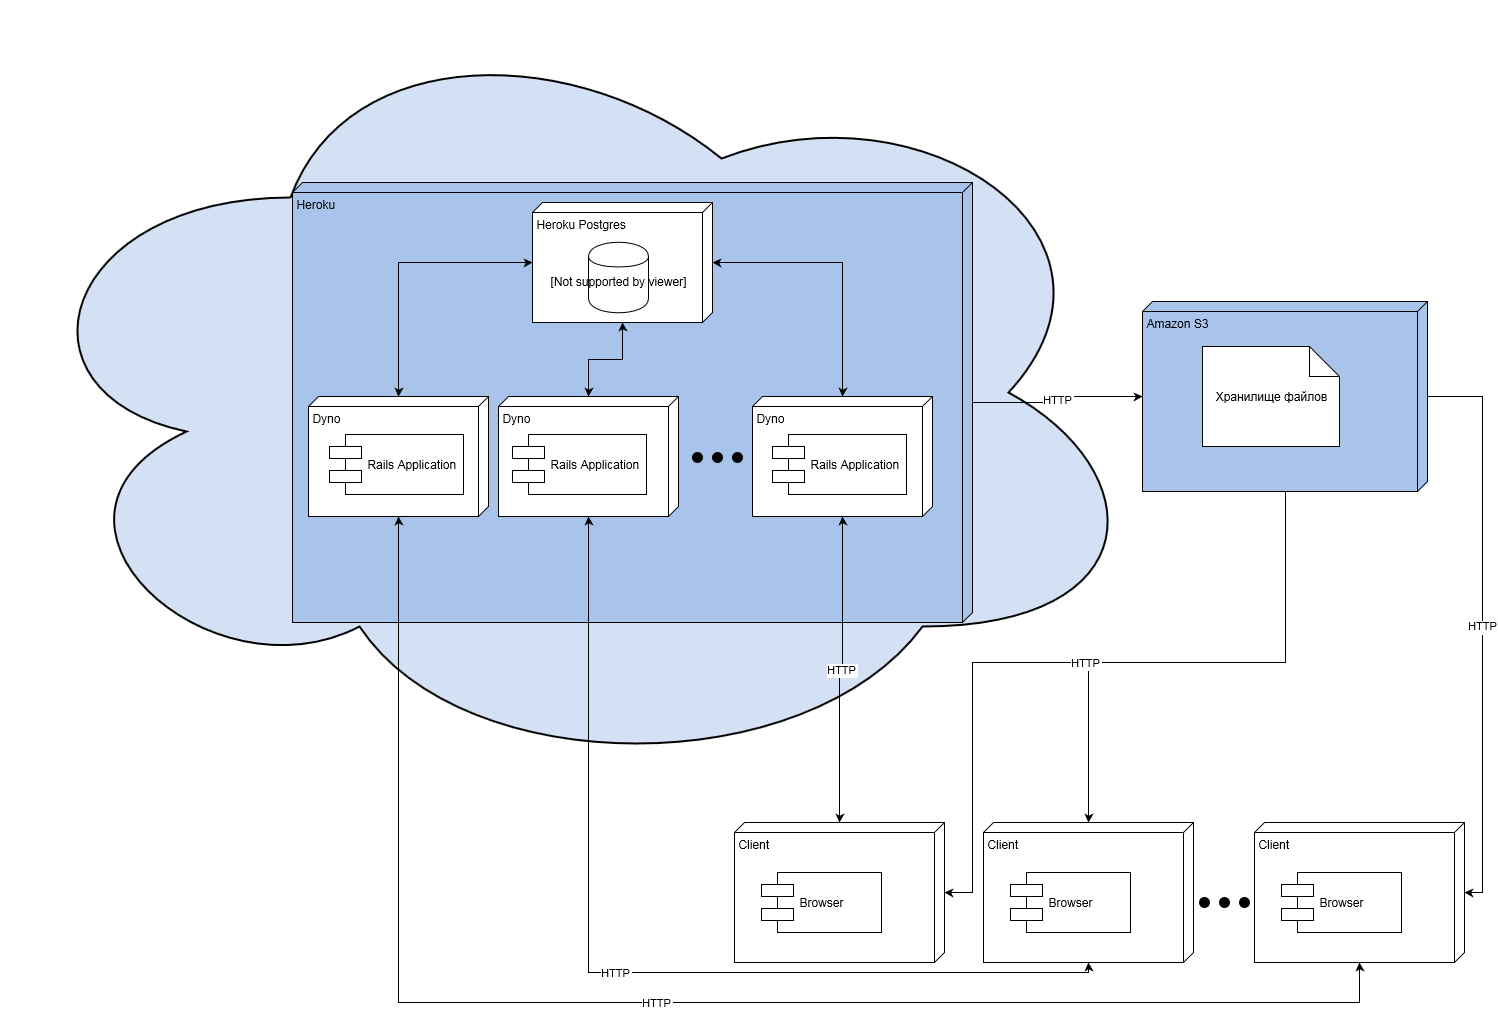 Heroku
Heroku Postgres
[Not supported by viewer]
Amazon S3
Хранилище файлов
HTTP
Dyno
Rails Application
Dyno
Rails Application
Dyno
Rails Application
HTTP
HTTP
HTTP
Client
Browser
Client
Browser
Client
Browser
HTTP
HTTP